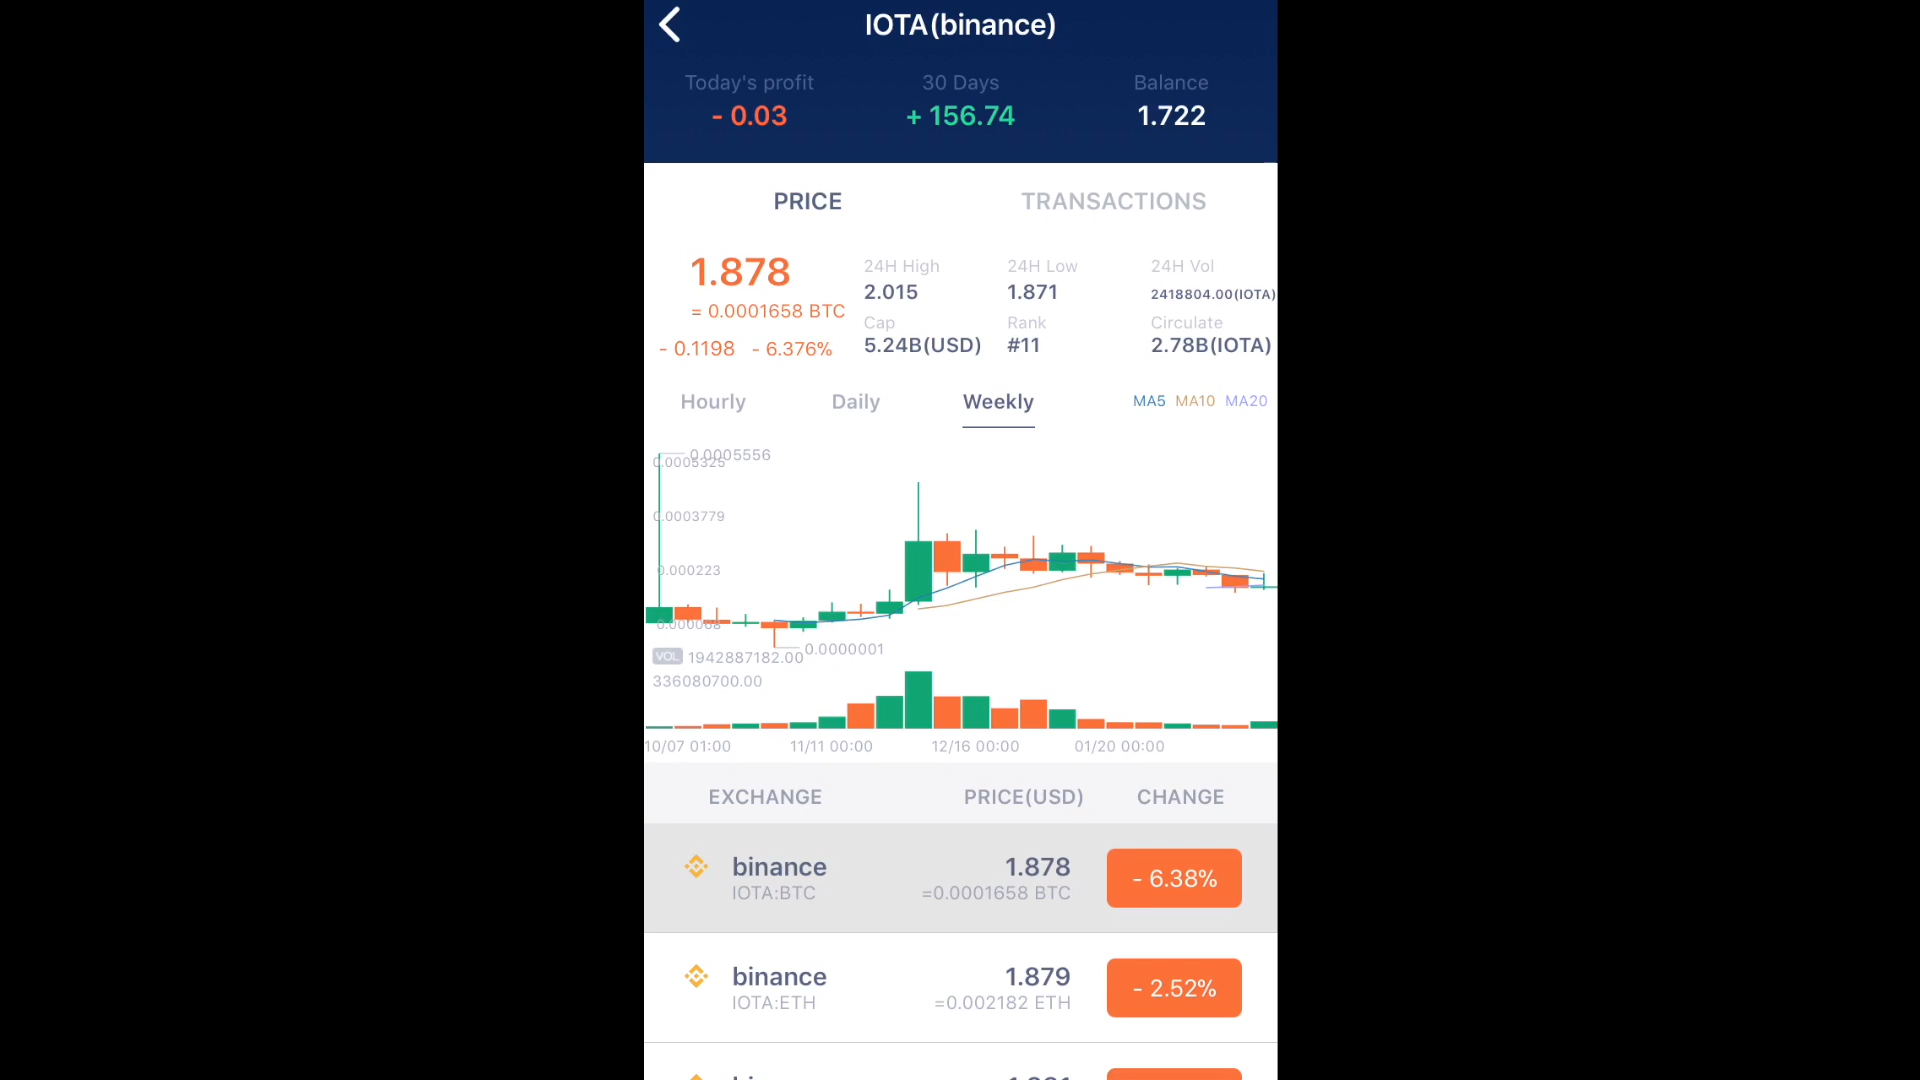 IOTA(binance)
Today's profit 30 Days Balance
- 0.03 + 156.74 1.722
PRICE TRANSACTIONS
1.878
= 0.0001658 BTC
- 0.1198 - 6.376%
24H High 24H Low 24H Vol
2.015 1.871 2418804.00(IOTA)
Cap Rank Circulate
5.24B(USD) #11 2.78B(IOTA)
Hourly Daily Weekly MA5 MA10 MA20
0.0005556
0.0005325
0.0003779
0.000223
0.000068
0.0000001
VOL 1942887182.00
336080700.00
10/07 01:00 11/11 00:00 12/16 00:00 01/20 00:00
EXCHANGE PRICE(USD) CHANGE
binance 1.878 - 6.38%
IOTA:BTC =0.0001658 BTC
binance 1.879 - 2.52%
IOTA:ETH =0.002182 ETH